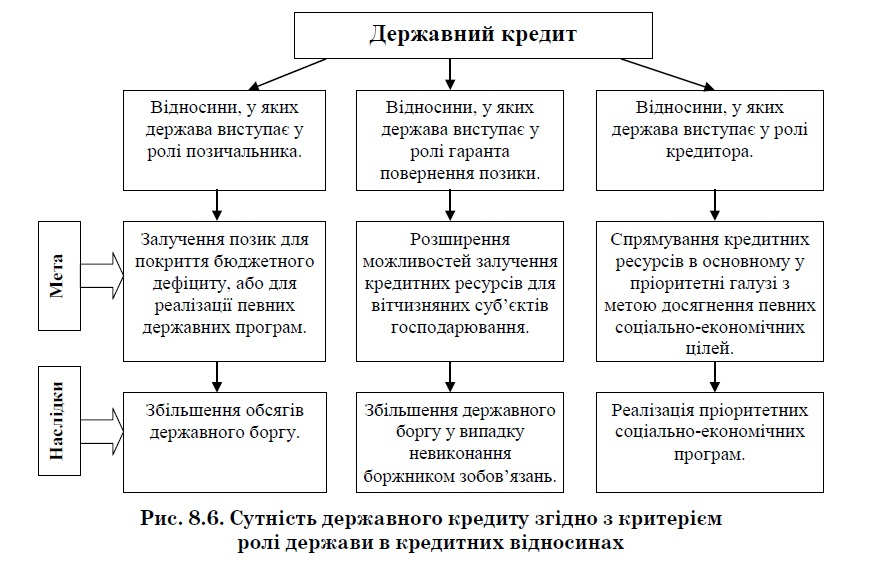 Державний кредит
Відносини, у яких
держава виступає у
ролі позичальника.
Відносини, у яких
держава виступає у
ролі гаранта
повернення позики.
Відносини, у яких
держава виступає у ролі
кредитора.
Мета
Залучення позик для
покриття бюджетного
дефіциту, або для
реалізації певних
державних програм.
Розширення
можливостей залучення
кредитних ресурсів для
вітчизняних суб’єктів
господарювання.
Спрямування кредитних
ресурсів в основному у
пріоритетні галузі з
метою досягнення певних
соціально-економічних
цілей.
Наслідки
Збільшення обсягів
державного боргу.
Збільшення державного
боргу у випадку
невиконання
боржником зобов’язань.
Реалізація пріоритетних
соціально-економічних
програм.
Рис. 8.6. Сутність державного кредиту згідно з критерієм
ролі держави в кредитних відносинах